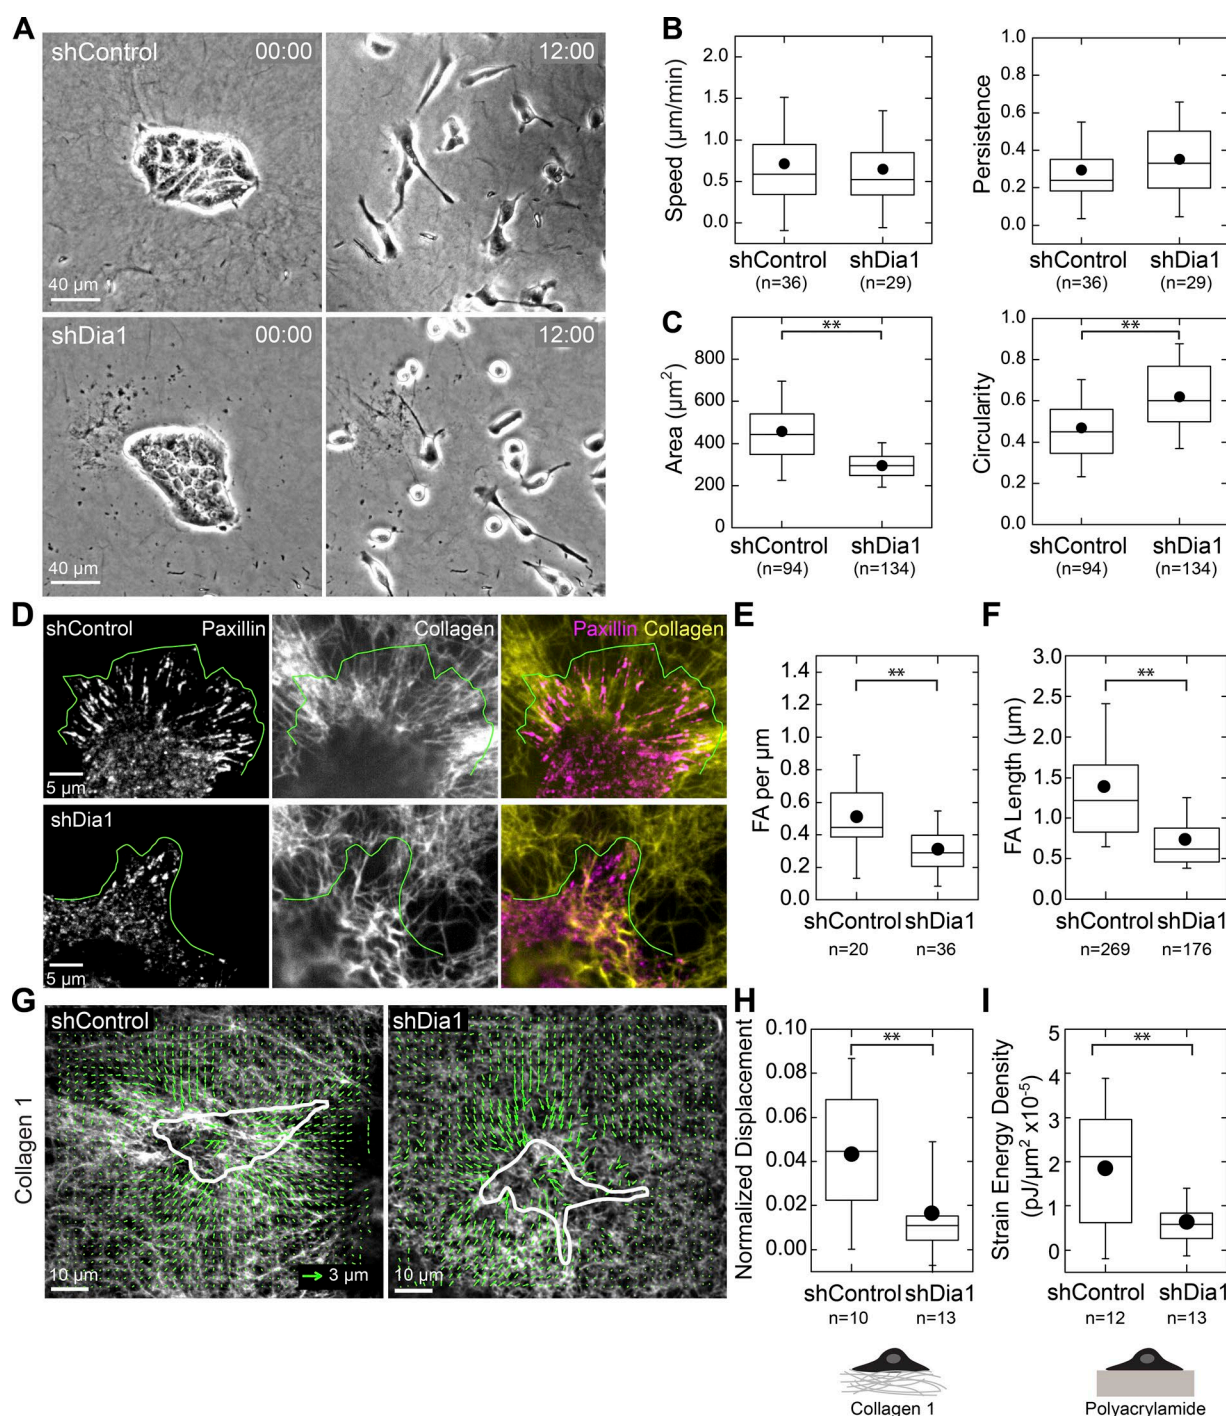 A
shControl 00:00
12:00
40 µm
shDia1 00:00
12:00
40 µm
B
Speed (µm/min)
2.0
1.5
1.0
0.5
0.0
shControl shDia1
(n=36) (n=29)
Persistence
1.0
0.8
0.6
0.4
0.2
0.0
shControl shDia1
(n=36) (n=29)
C
Area (µm²)
800
600
400
200
0
**
shControl shDia1
(n=94) (n=134)
Circularity
1.0
0.8
0.6
0.4
0.2
0.0
**
shControl shDia1
(n=94) (n=134)
D
shControl Paxillin
Collagen
Paxillin Collagen
5 µm
shDia1
5 µm
E
FA per µm
1.4
1.2
1.0
0.8
0.6
0.4
0.2
0.0
**
shControl shDia1
n=20 n=36
F
FA Length (µm)
3.0
2.5
2.0
1.5
1.0
0.5
0.0
**
shControl shDia1
n=269 n=176
G
Collagen 1
shControl
10 µm
3 µm
shDia1
10 µm
H
Normalized Displacement
0.10
0.08
0.06
0.04
0.02
0.00
**
shControl shDia1
n=10 n=13
Collagen 1
I
Strain Energy Density
(pJ/µm² x10⁻⁵)
5
4
3
2
1
0
**
shControl shDia1
n=12 n=13
Polyacrylamide